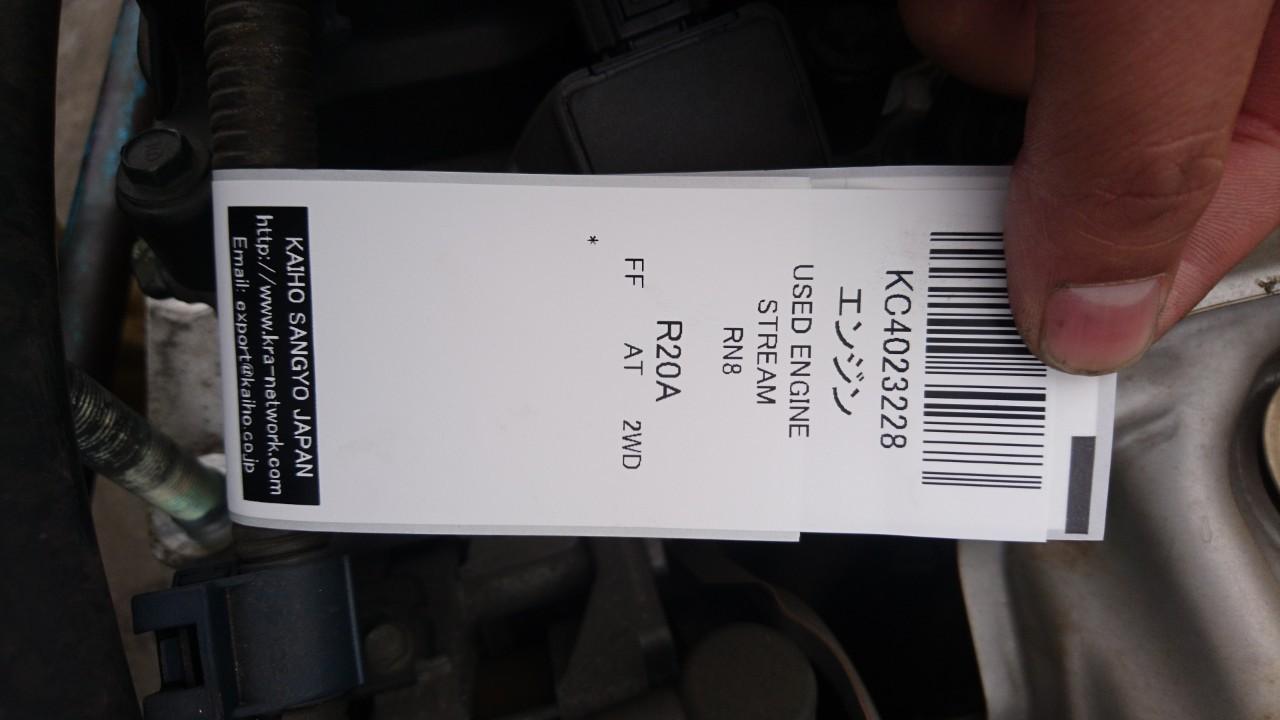 KC4023228
エンジン
USED ENGINE
STREAM
RN8
R20A
FF AT 2WD
*
KAIHO SANGYO JAPAN
http://www.kra-network.com
Email: export@kaiho.co.jp